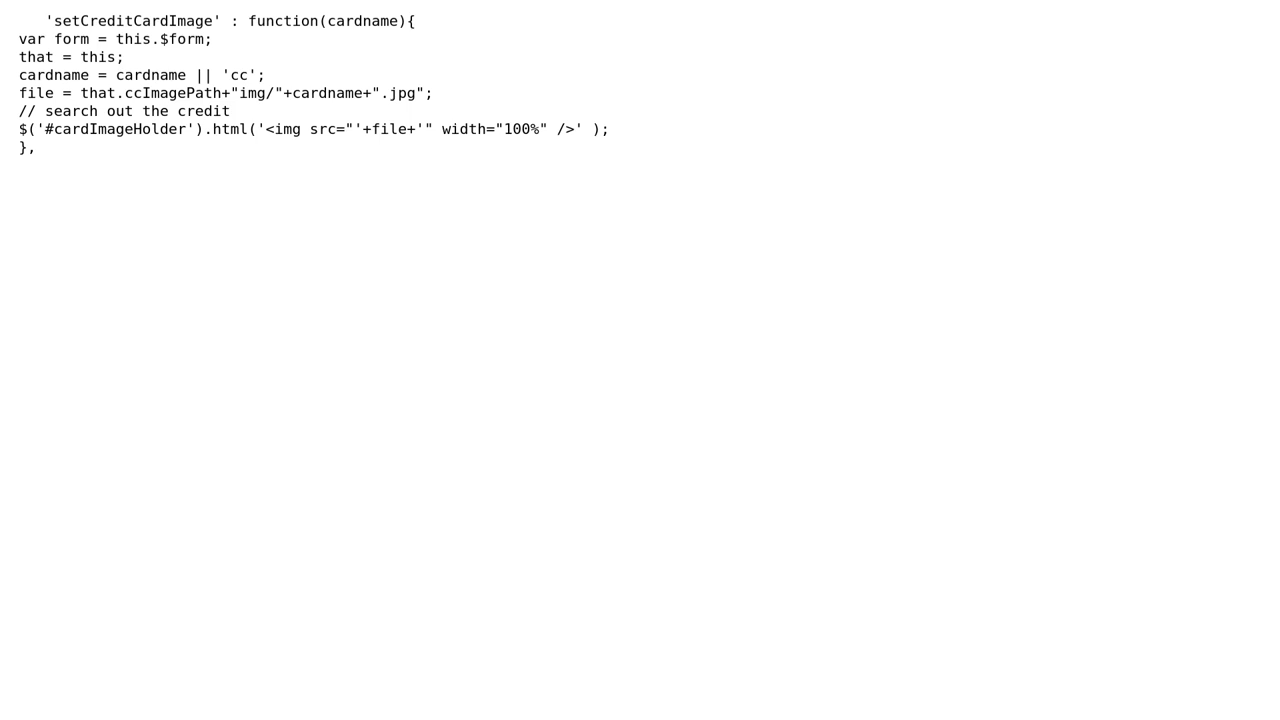 'setCreditCardImage' : function(cardname){
var form = this.$form;
that = this;
cardname = cardname || 'cc';
file = that.ccImagePath+"img/"+cardname+".jpg";
// search out the credit
$('#cardImageHolder').html('<img src="'+file+'" width="100%" />' );
},